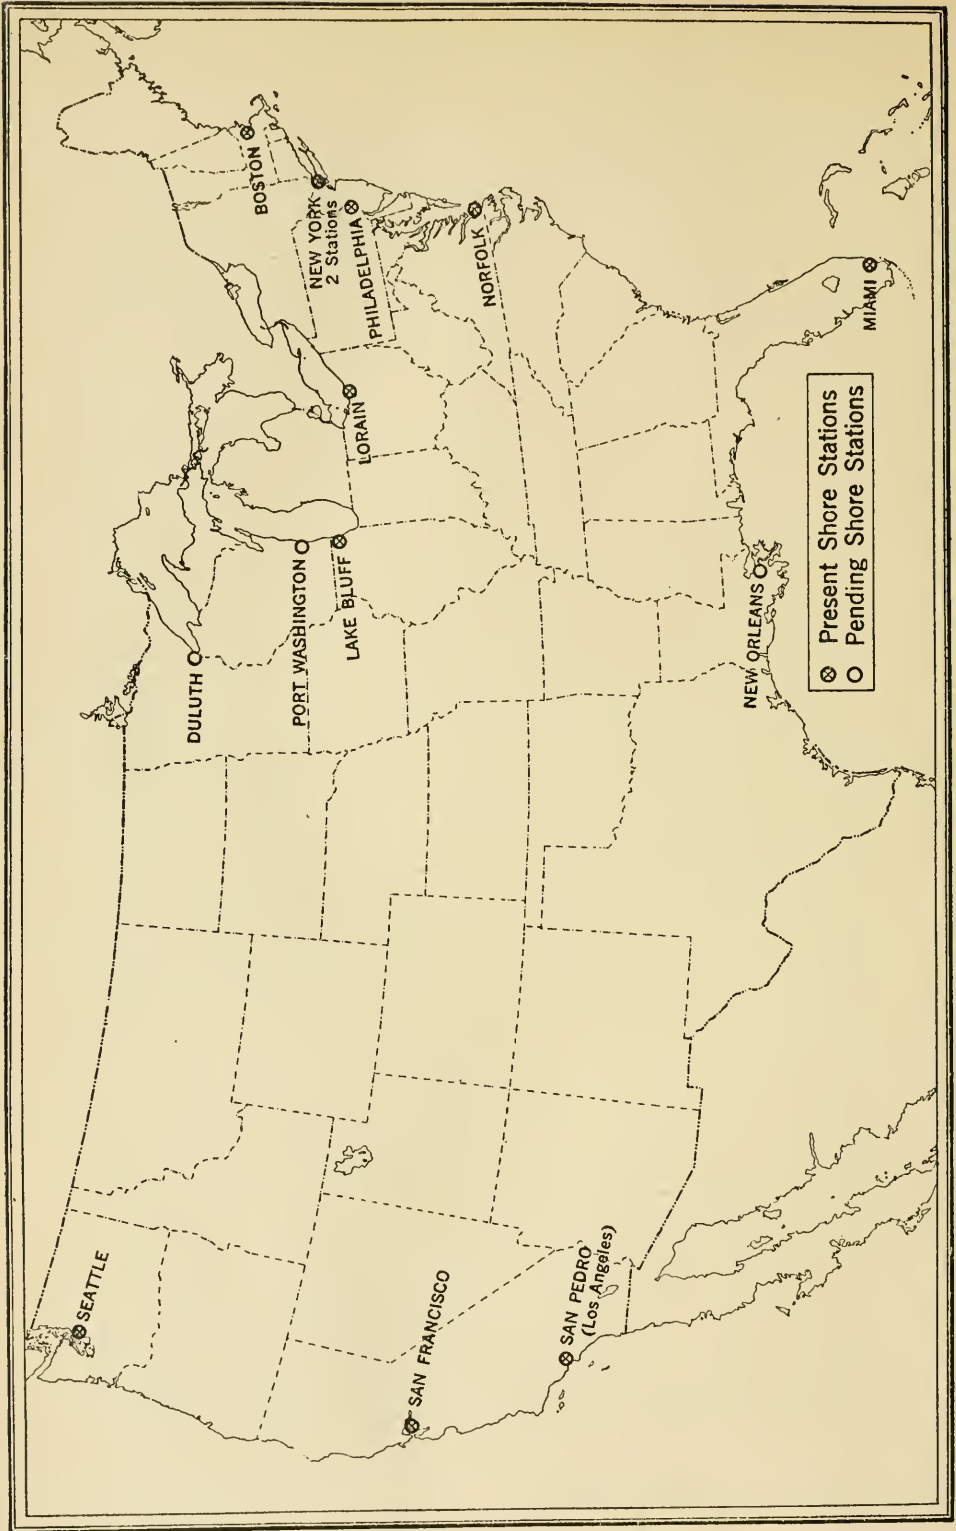 SEATTLE
SAN FRANCISCO
SAN PEDRO
(Los Angeles)
DULUTH
PORT WASHINGTON
LAKE BLUFF
LORAIN
BOSTON
NEW YORK
2 Stations
PHILADELPHIA
NORFOLK
MIAMI
NEW ORLEANS
Present Shore Stations
Pending Shore Stations